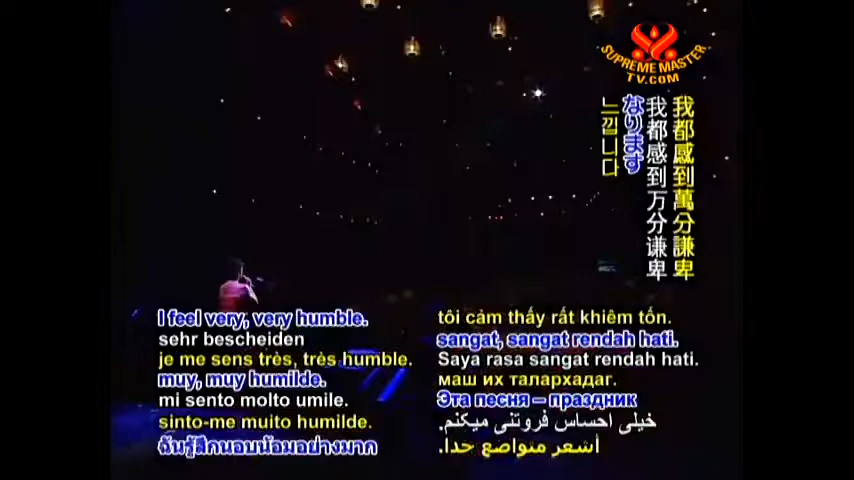 SUPREME MASTER
TV.COM
我都感到萬分謙卑
我都感到万分谦卑
なります
느낍니다
I feel very, very humble.
sehr bescheiden
je me sens très, très humble.
muy, muy humilde.
mi sento molto umile.
sinto-me muito humilde.
ฉันรู้สึกนอบน้อมอย่างมาก
tôi cảm thấy rất khiêm tốn.
sangat, sangat rendah hati.
Saya rasa sangat rendah hati.
маш их талархадаг.
Эта песня – праздник
خیلی احساس فروتنی میکنم.
أشعر متواضع جدا.